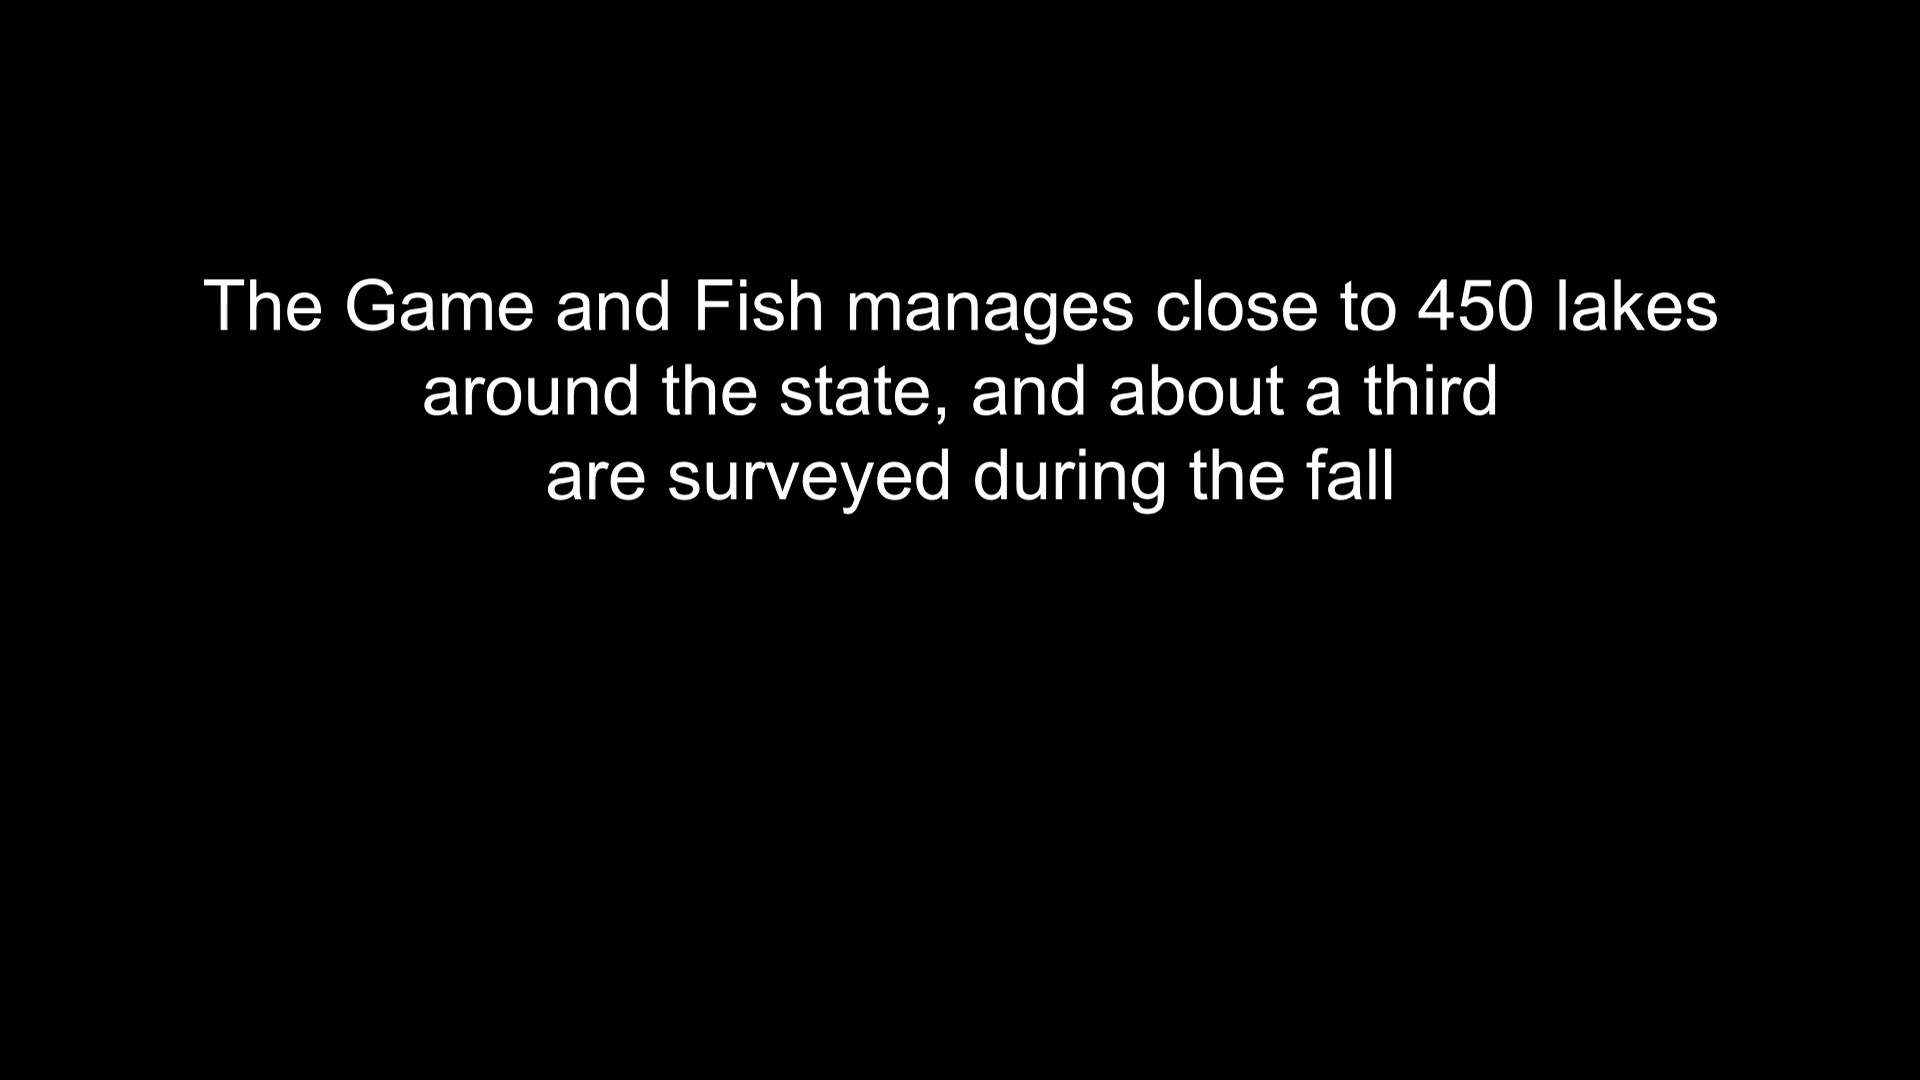 The Game and Fish manages close to 450 lakes
around the state, and about a third
are surveyed during the fall